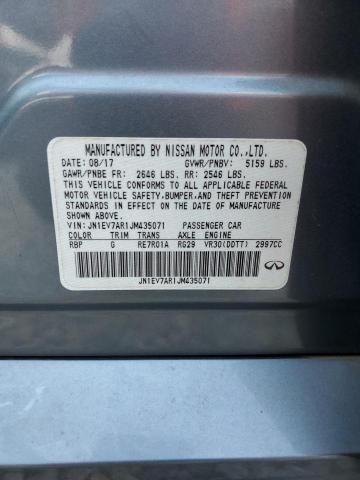 MANUFACTURED BY NISSAN MOTOR CO.,LTD.
DATE: 08/17 GVWR/PNBV: 5159 LBS.
GAWR/PNBE FR: 2646 LBS. RR: 2546 LBS.
THIS VEHICLE CONFORMS TO ALL APPLICABLE FEDERAL
MOTOR VEHICLE SAFETY,BUMPER,AND THEFT PREVENTION
STANDARDS IN EFFECT ON THE DATE OF
MANUFACTURE SHOWN ABOVE.
VIN: JN1EV7AR1JM435071 PASSENGER CAR
COLOR TRIM TRANS AXLE ENGINE
RBP G RE7R01A RG29 VR30(DDTT) 2997CC
JN1EV7AR1JM435071